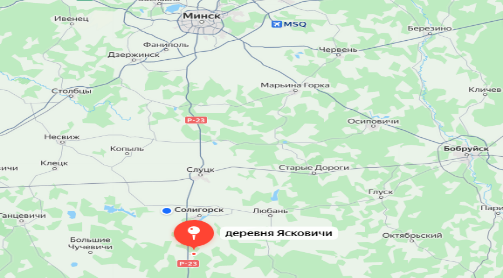 Минск
Ивенец
MSQ
Березино
Фаниполь
Червень
Дзержинск
Столбцы
Марьина Горка
Кличев
Р-23
Осиповичи
Несвиж
Копыль
Бобруйск
Клецк
Слуцк
Старые Дороги
Глуск
Солигорск
Любань
Ганцевичи
Пари
деревня Ясковичи
Большие
Чучевичи
Октябрьский
Р-23